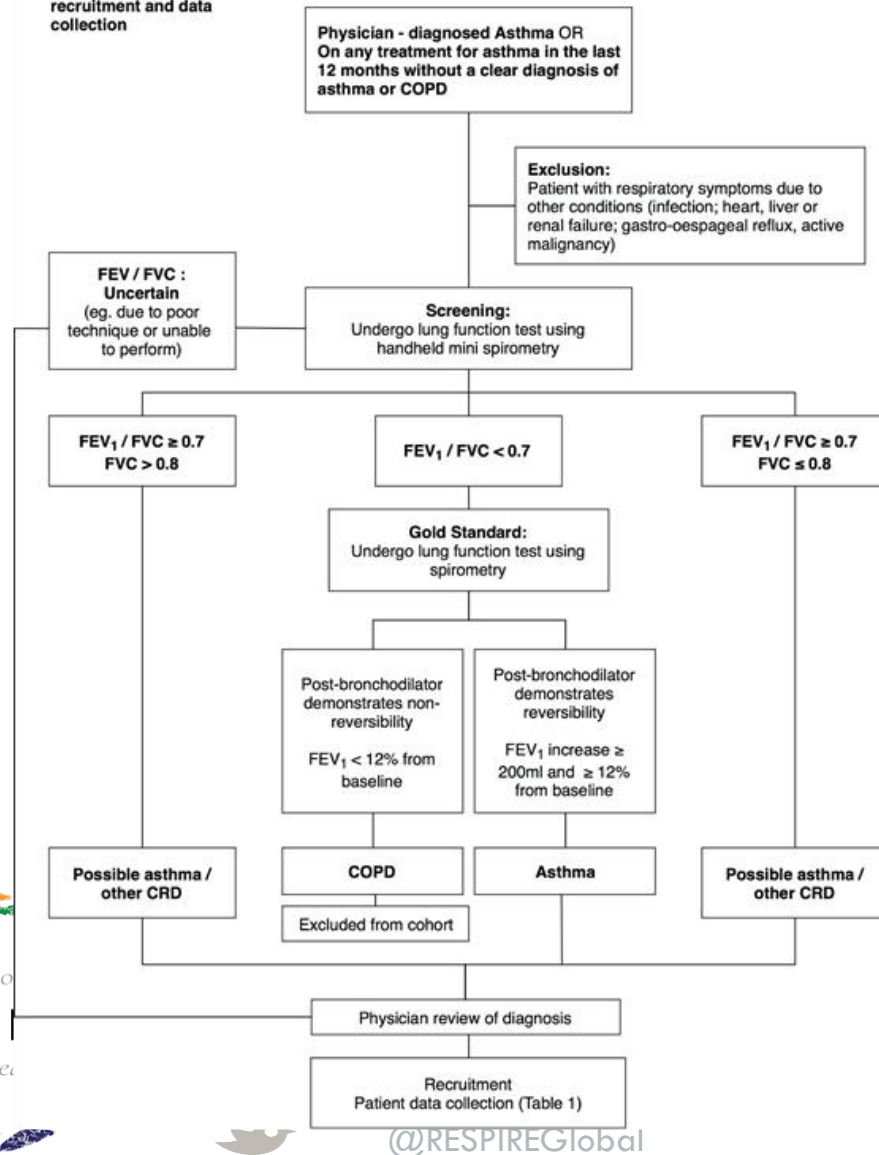 recruitment and data
collection
Physician - diagnosed Asthma OR
On any treatment for asthma in the last
12 months without a clear diagnosis of
asthma or COPD
Exclusion:
Patient with respiratory symptoms due to
other conditions (infection; heart, liver or
renal failure; gastro-oespageal reflux, active
malignancy)
FEV / FVC :
Uncertain
(eg. due to poor
technique or unable
to perform)
Screening:
Undergo lung function test using
handheld mini spirometry
FEV₁ / FVC ≥ 0.7
FVC > 0.8
FEV₁ / FVC < 0.7
FEV₁ / FVC ≥ 0.7
FVC ≤ 0.8
Gold Standard:
Undergo lung function test using
spirometry
Post-bronchodilator
demonstrates non-
reversibility
FEV₁ < 12% from
baseline
Post-bronchodilator
demonstrates
reversibility
FEV₁ increase ≥
200ml and ≥ 12%
from baseline
Possible asthma /
other CRD
COPD
Asthma
Possible asthma /
other CRD
Excluded from cohort
Physician review of diagnosis
Recruitment
Patient data collection (Table 1)
@RESPIREGlobal